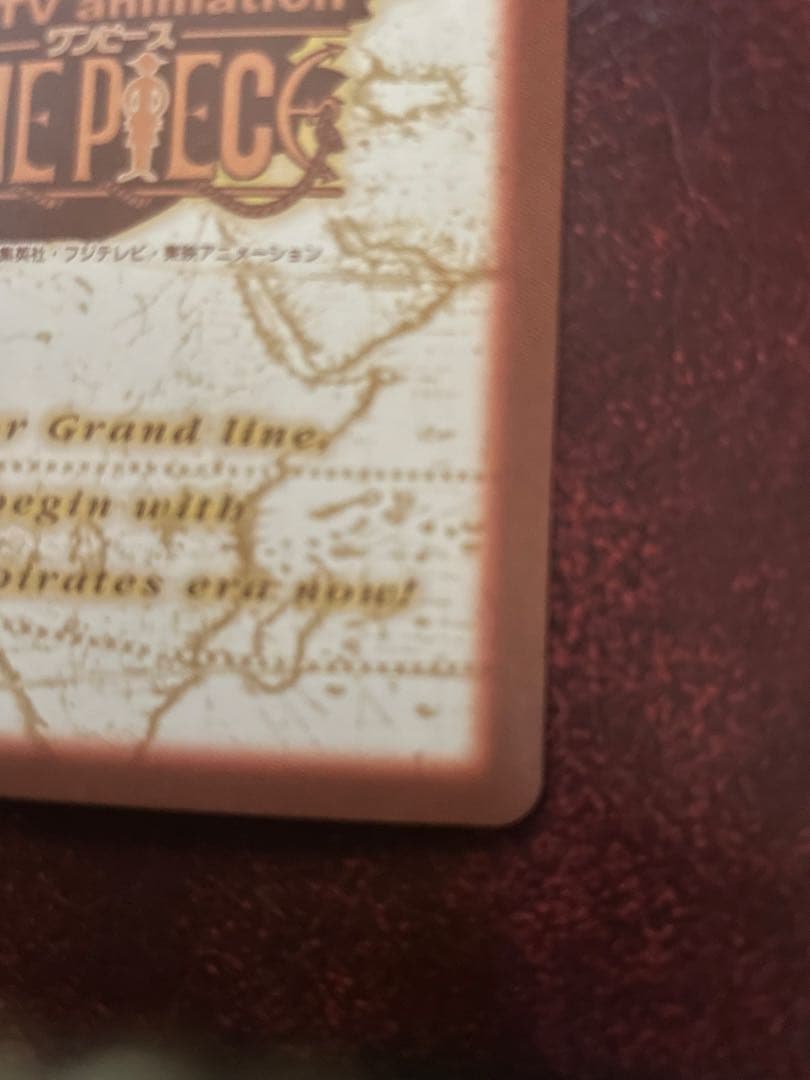 TV animation
ワンピース
NE PIECE
集英社・フジテレビ・東映アニメーション
r Grand line,
begin with
pirates era now!